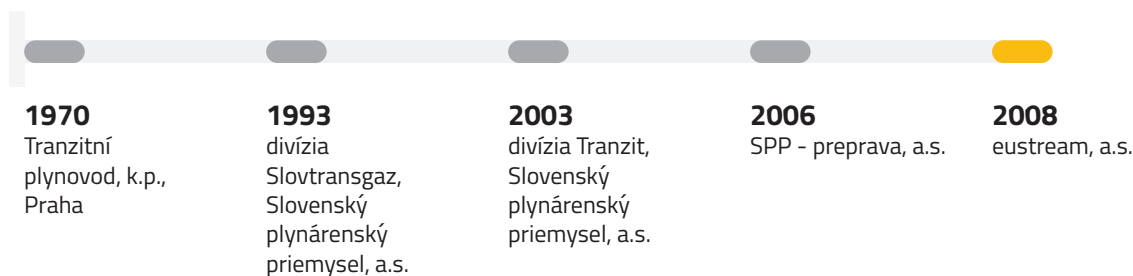 1970
Tranzitní
plynovod, k.p.,
Praha
1993
divízia
Slovtransgaz,
Slovenský
plynárenský
priemysel, a.s.
2003
divízia Tranzit,
Slovenský
plynárenský
priemysel, a.s.
2006
SPP - preprava, a.s.
2008
eustream, a.s.